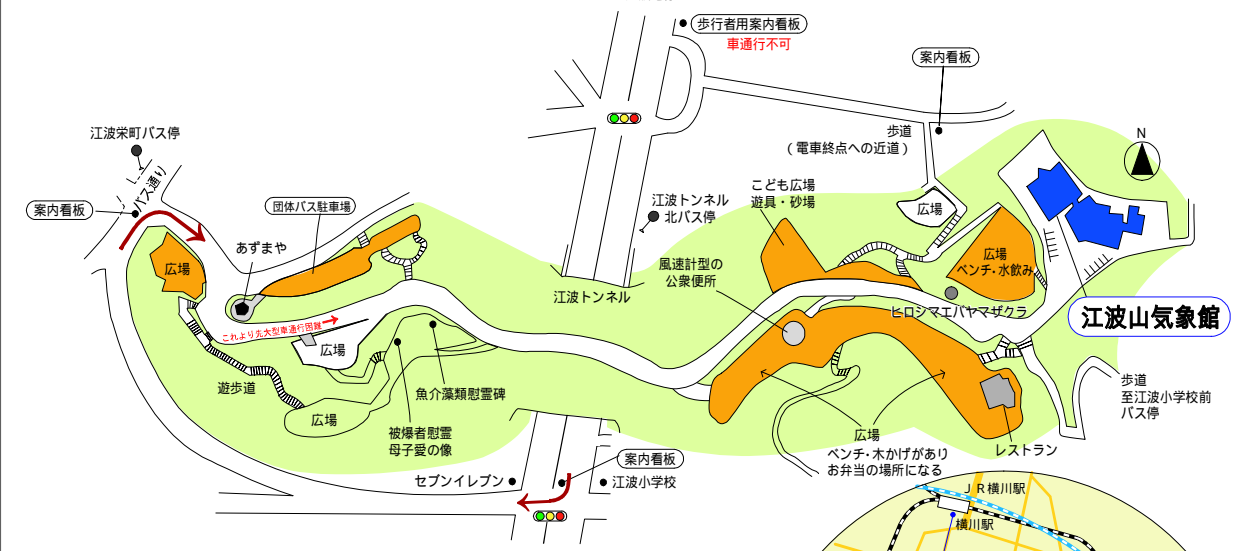 歩行者用案内看板
車通行不可
案内看板
江波栄町バス停
バス通り
案内看板
団体バス駐車場
あずまや
広場
これより先大型車通行困難
広場
遊歩道
広場
魚介藻類慰霊碑
被爆者慰霊
母子愛の像
江波トンネル
江波トンネル
北バス停
こども広場
遊具・砂場
風速計型の
公衆便所
歩道
(電車終点への近道)
広場
広場
ベンチ・水飲み
ヒロシマエバヤマザクラ
N
江波山気象館
歩道
至江波小学校前
バス停
レストラン
広場
ベンチ・木かげがあり
お弁当の場所になる
案内看板
セブンイレブン
江波小学校
JR横川駅
横川駅